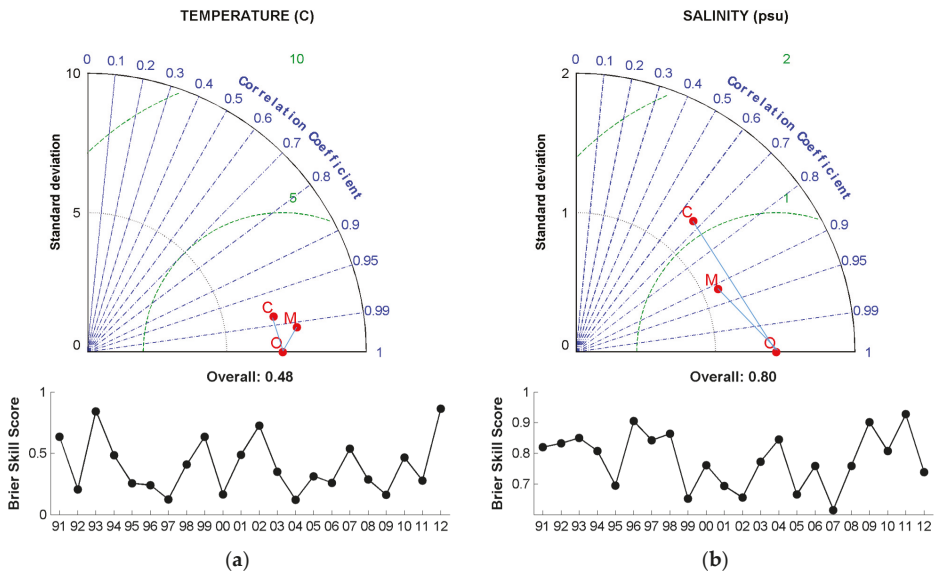 TEMPERATURE (C)
10
0
0.1
0.2
0.3
0.4
0.5
0.6
0.7
0.8
0.9
0.95
0.99
1
Correlation Coefficient
10
5
0
Standard deviation
5
C
M
O
Overall: 0.48
Brier Skill Score
1
0.5
0
91 92 93 94 95 96 97 98 99 00 01 02 03 04 05 06 07 08 09 10 11 12
(a)
SALINITY (psu)
2
0
0.1
0.2
0.3
0.4
0.5
0.6
0.7
0.8
0.9
0.95
0.99
1
Correlation Coefficient
2
1
0
Standard deviation
1
C
M
O
Overall: 0.80
Brier Skill Score
0.9
0.8
0.7
91 92 93 94 95 96 97 98 99 00 01 02 03 04 05 06 07 08 09 10 11 12
(b)